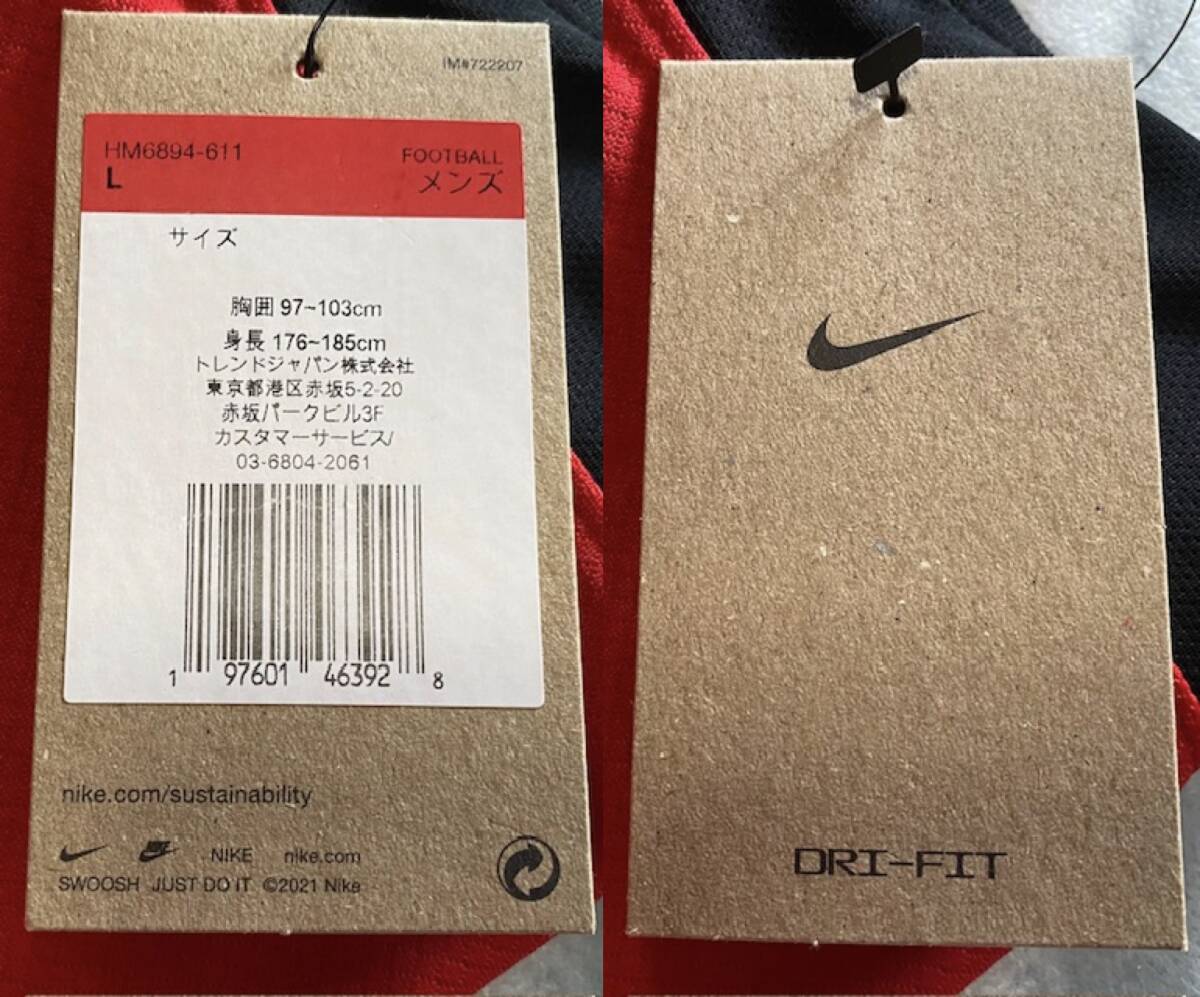 IM#722207
HM6894-611
FOOTBALL
L
メンズ
サイズ
胸囲 97~103cm
身長 176~185cm
トレンドジャパン株式会社
東京都港区赤坂5-2-20
赤坂パークビル3F
カスタマーサービス/
03-6804-2061
1 97601 46392 8
nike.com/sustainability
NIKE nike.com
SWOOSH JUST DO IT ©2021 Nike
DRI-FIT